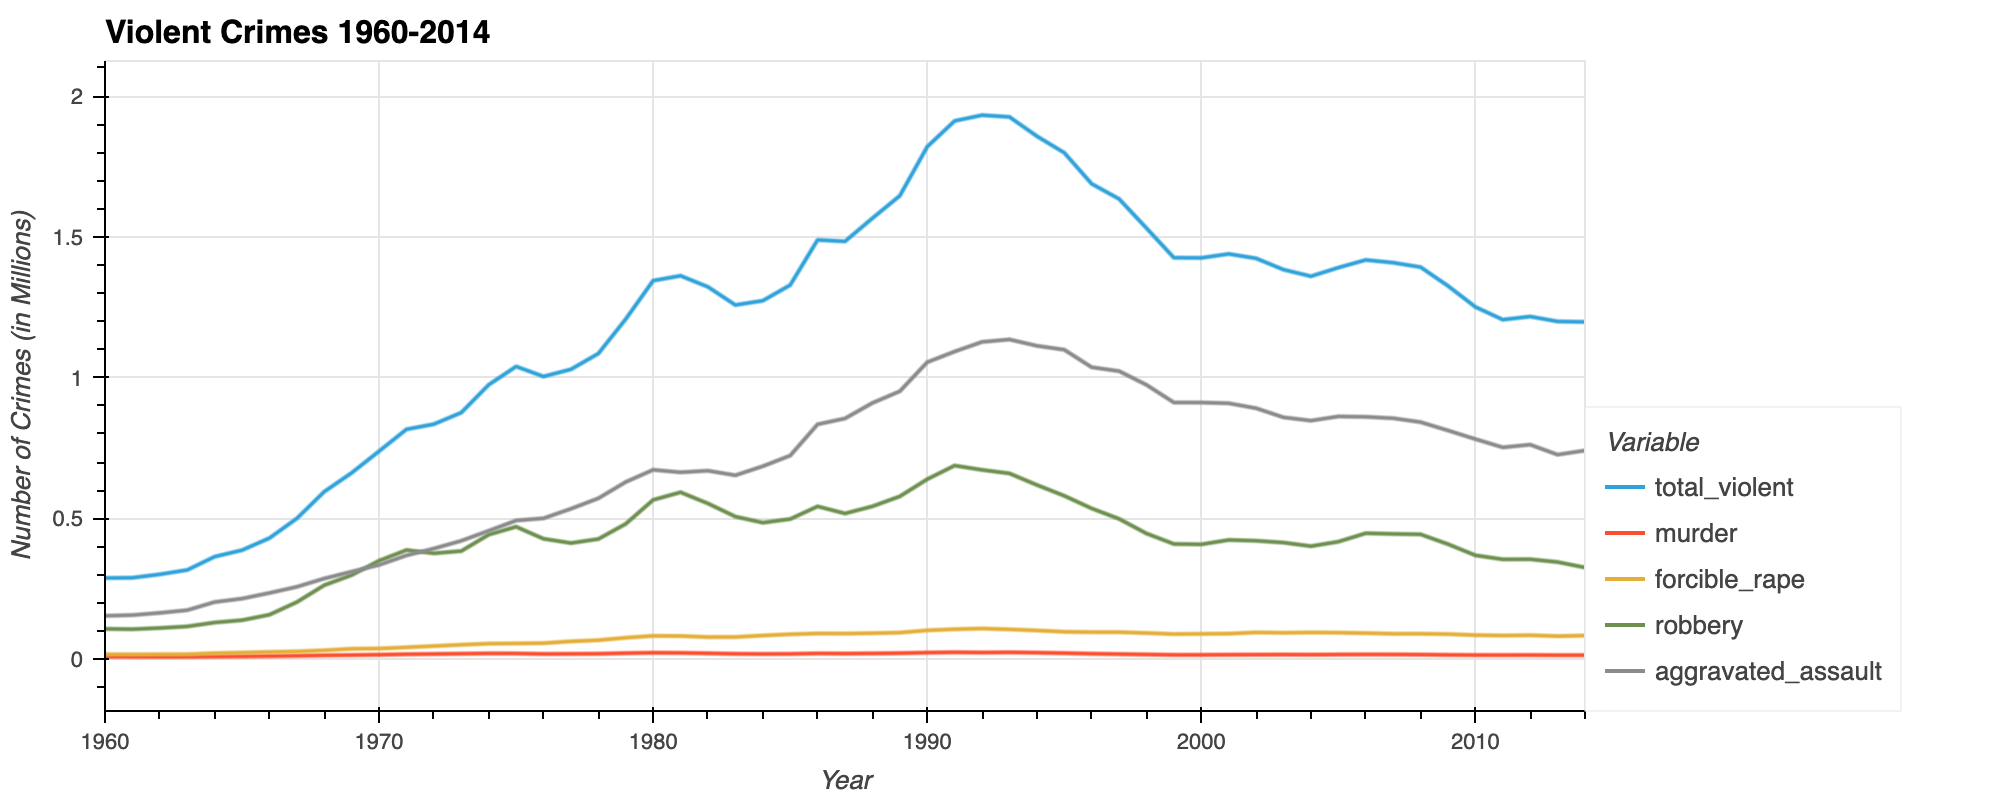 Violent Crimes 1960-2014
Number of Crimes (in Millions)
2
1.5
1
0.5
0
1960 1970 1980 1990 2000 2010
Year
Variable
total_violent
murder
forcible_rape
robbery
aggravated_assault